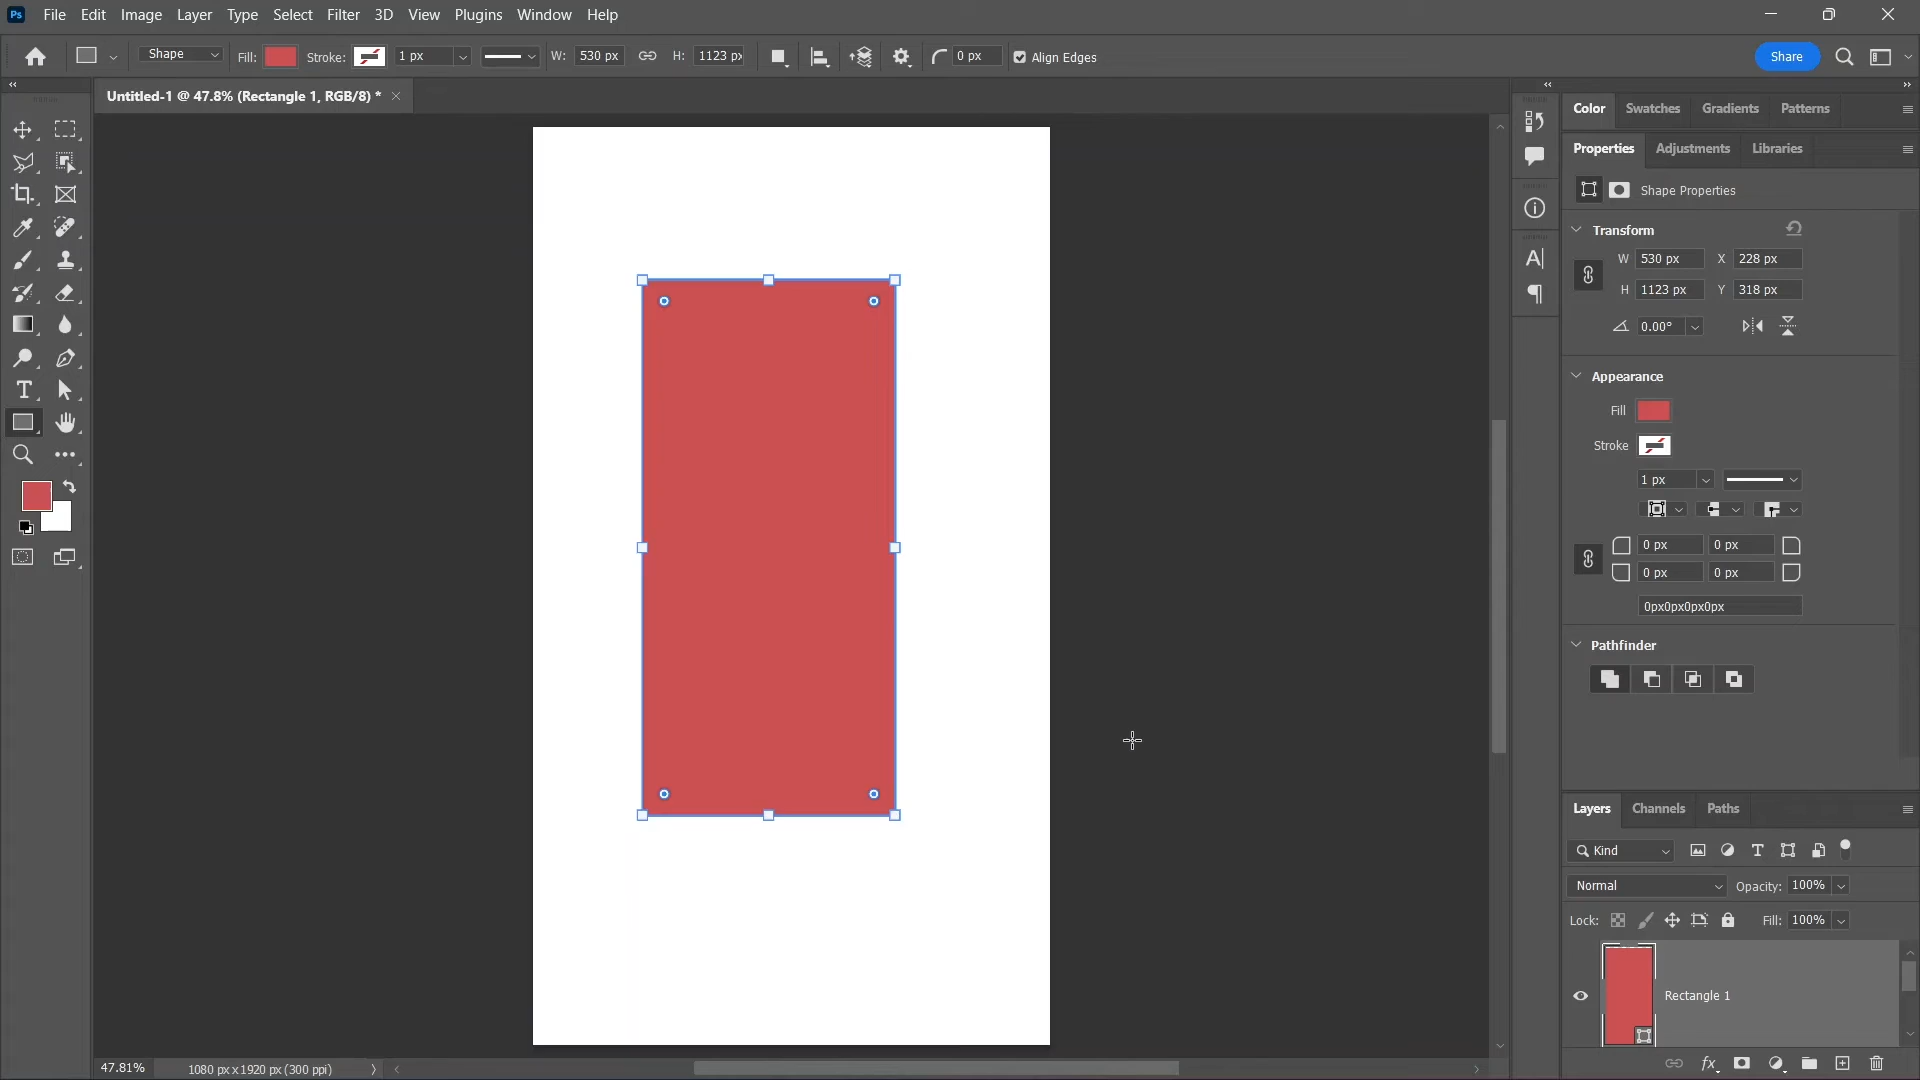 Ps File Edit Image Layer Type Select Filter 3D View Plugins Window Help
Shape Fill: Stroke: 1 px W: 530 px H: 1123 px 0 px Align Edges Share
Untitled-1 @ 47.8% (Rectangle 1, RGB/8) *
Color Swatches Gradients Patterns
Properties Adjustments Libraries
Shape Properties
Transform
W 530 px X 228 px
H 1123 px Y 318 px
0.00°
Appearance
Fill
Stroke
1 px
0 px 0 px
0 px 0 px
0px0px0px0px
Pathfinder
Layers Channels Paths
Kind
Normal Opacity: 100%
Lock: Fill: 100%
Rectangle 1
fx
47.81% 1080 px x 1920 px (300 ppi)